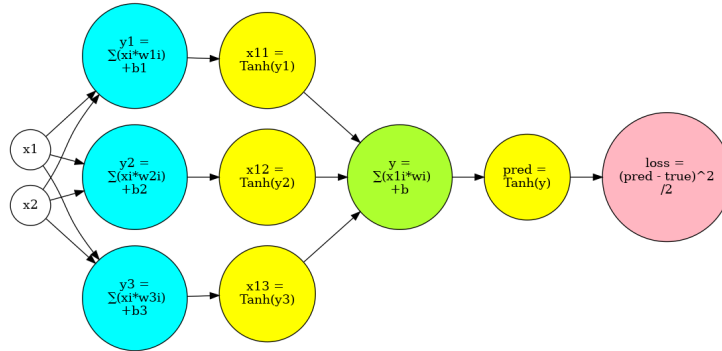 x1
x2
y1 =
∑(xi*w1i)
+b1
y2 =
∑(xi*w2i)
+b2
y3 =
∑(xi*w3i)
+b3
x11 =
Tanh(y1)
x12 =
Tanh(y2)
x13 =
Tanh(y3)
y =
∑(x1i*wi)
+b
pred =
Tanh(y)
loss =
(pred - true)^2
/2